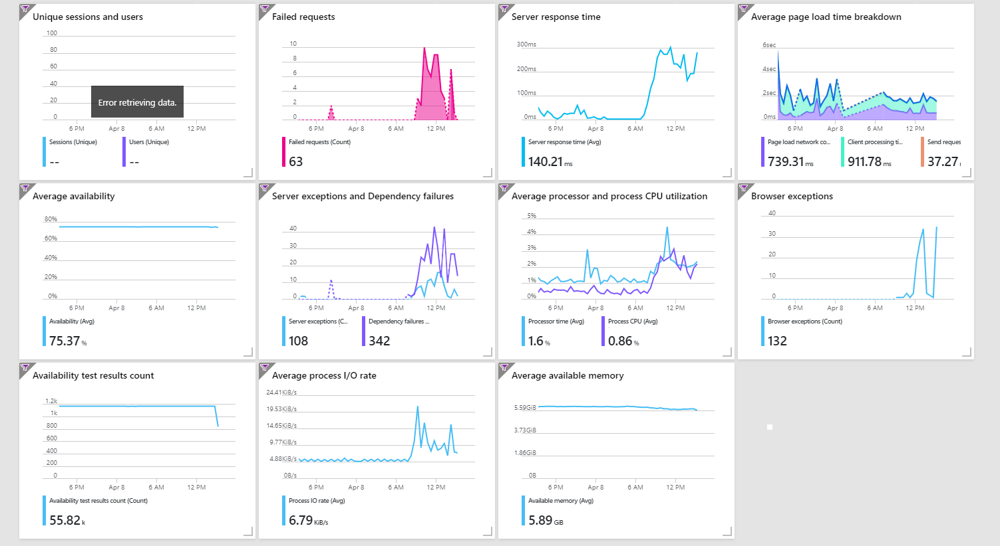 Unique sessions and users
100
80
60
40
20
0
Error retrieving data.
6 PM Apr 8 6 AM 12 PM
Sessions (Unique) Users (Unique)
-- --
Failed requests
10
8
6
4
2
0
6 PM Apr 8 6 AM 12 PM
Failed requests (Count)
63
Server response time
300ms
200ms
100ms
0ms
6 PM Apr 8 6 AM 12 PM
Server response time (Avg)
140.21 ms
Average page load time breakdown
6sec
4sec
2sec
0ms
6 PM Apr 8 6 AM 12 PM
Page load network co... Client processing ti... Send reques
739.31 ms 911.78 ms 37.27
Average availability
80%
60%
40%
20%
0%
6 PM Apr 8 6 AM 12 PM
Availability (Avg)
75.37 %
Server exceptions and Dependency failures
40
30
20
10
0
6 PM Apr 8 6 AM 12 PM
Server exceptions (C... Dependency failures ...
108 342
Average processor and process CPU utilization
5%
4%
3%
2%
1%
0%
6 PM Apr 8 6 AM 12 PM
Processor time (Avg) Process CPU (Avg)
1.6 % 0.86 %
Browser exceptions
40
30
20
10
0
6 PM Apr 8 6 AM 12 PM
Browser exceptions (Count)
132
Availability test results count
1.2k
1k
800
600
400
200
0
6 PM Apr 8 6 AM 12 PM
Availability test results count (Count)
55.82 k
Average process I/O rate
24.41KiB/s
19.53KiB/s
14.65KiB/s
9.77KiB/s
4.88KiB/s
0B/s
6 PM Apr 8 6 AM 12 PM
Process IO rate (Avg)
6.79 KiB/s
Average available memory
5.59GiB
3.73GiB
1.86GiB
0B
6 PM Apr 8 6 AM 12 PM
Available memory (Avg)
5.89 GiB